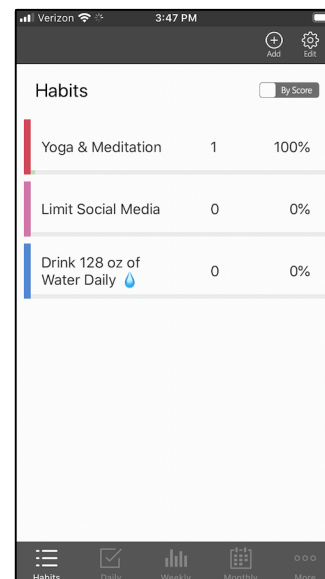 Verizon 3:47 PM
Add Edit
Habits By Score
Yoga & Meditation 1 100%
Limit Social Media 0 0%
Drink 128 oz of
Water Daily 💧 0 0%
Habits Daily Weekly Monthly More